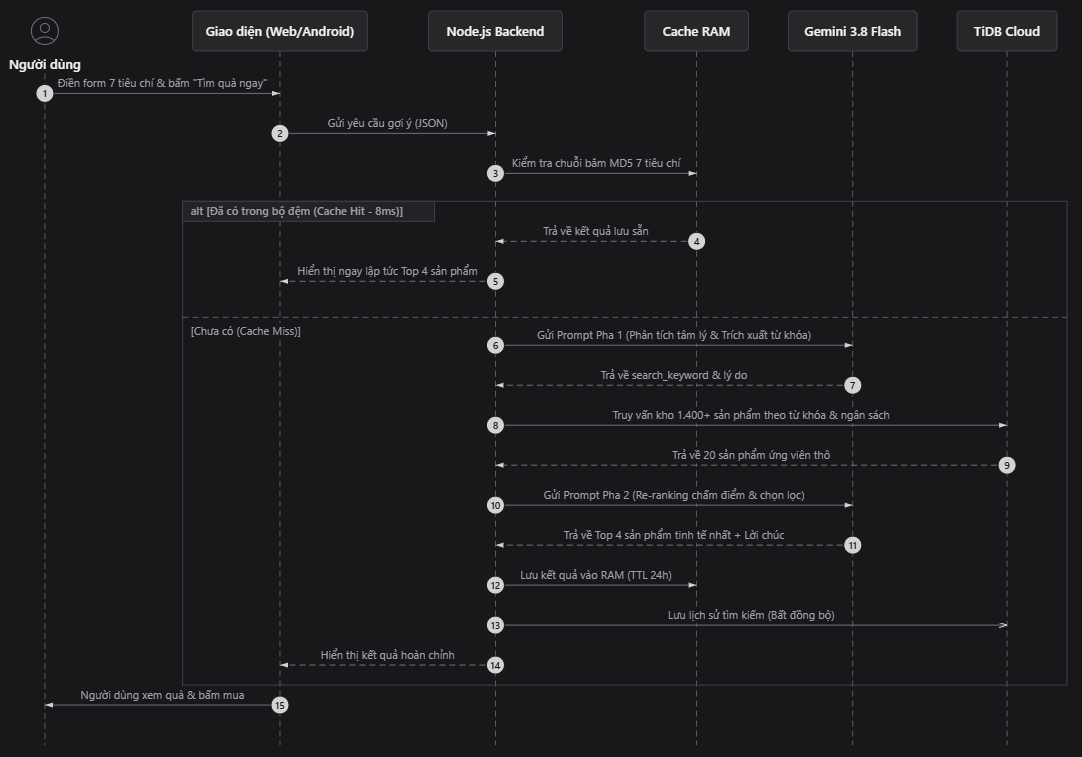 Giao diện (Web/Android)
Node.js Backend
Cache RAM
Gemini 3.8 Flash
TiDB Cloud
Người dùng
1
Điền form 7 tiêu chí & bấm "Tìm quà ngay"
2
Gửi yêu cầu gợi ý (JSON)
3
Kiểm tra chuỗi băm MD5 7 tiêu chí
alt [Đã có trong bộ đệm (Cache Hit - 8ms)]
Trả về kết quả lưu sẵn
4
Hiển thị ngay lập tức Top 4 sản phẩm
5
[Chưa có (Cache Miss)]
6
Gửi Prompt Pha 1 (Phân tích tâm lý & Trích xuất từ khóa)
Trả về search_keyword & lý do
7
8
Truy vấn kho 1.400+ sản phẩm theo từ khóa & ngân sách
Trả về 20 sản phẩm ứng viên thô
9
10
Gửi Prompt Pha 2 (Re-ranking chấm điểm & chọn lọc)
Trả về Top 4 sản phẩm tinh tế nhất + Lời chúc
11
12
Lưu kết quả vào RAM (TTL 24h)
13
Lưu lịch sử tìm kiếm (Bất đồng bộ)
Hiển thị kết quả hoàn chỉnh
14
Người dùng xem quà & bấm mua
15